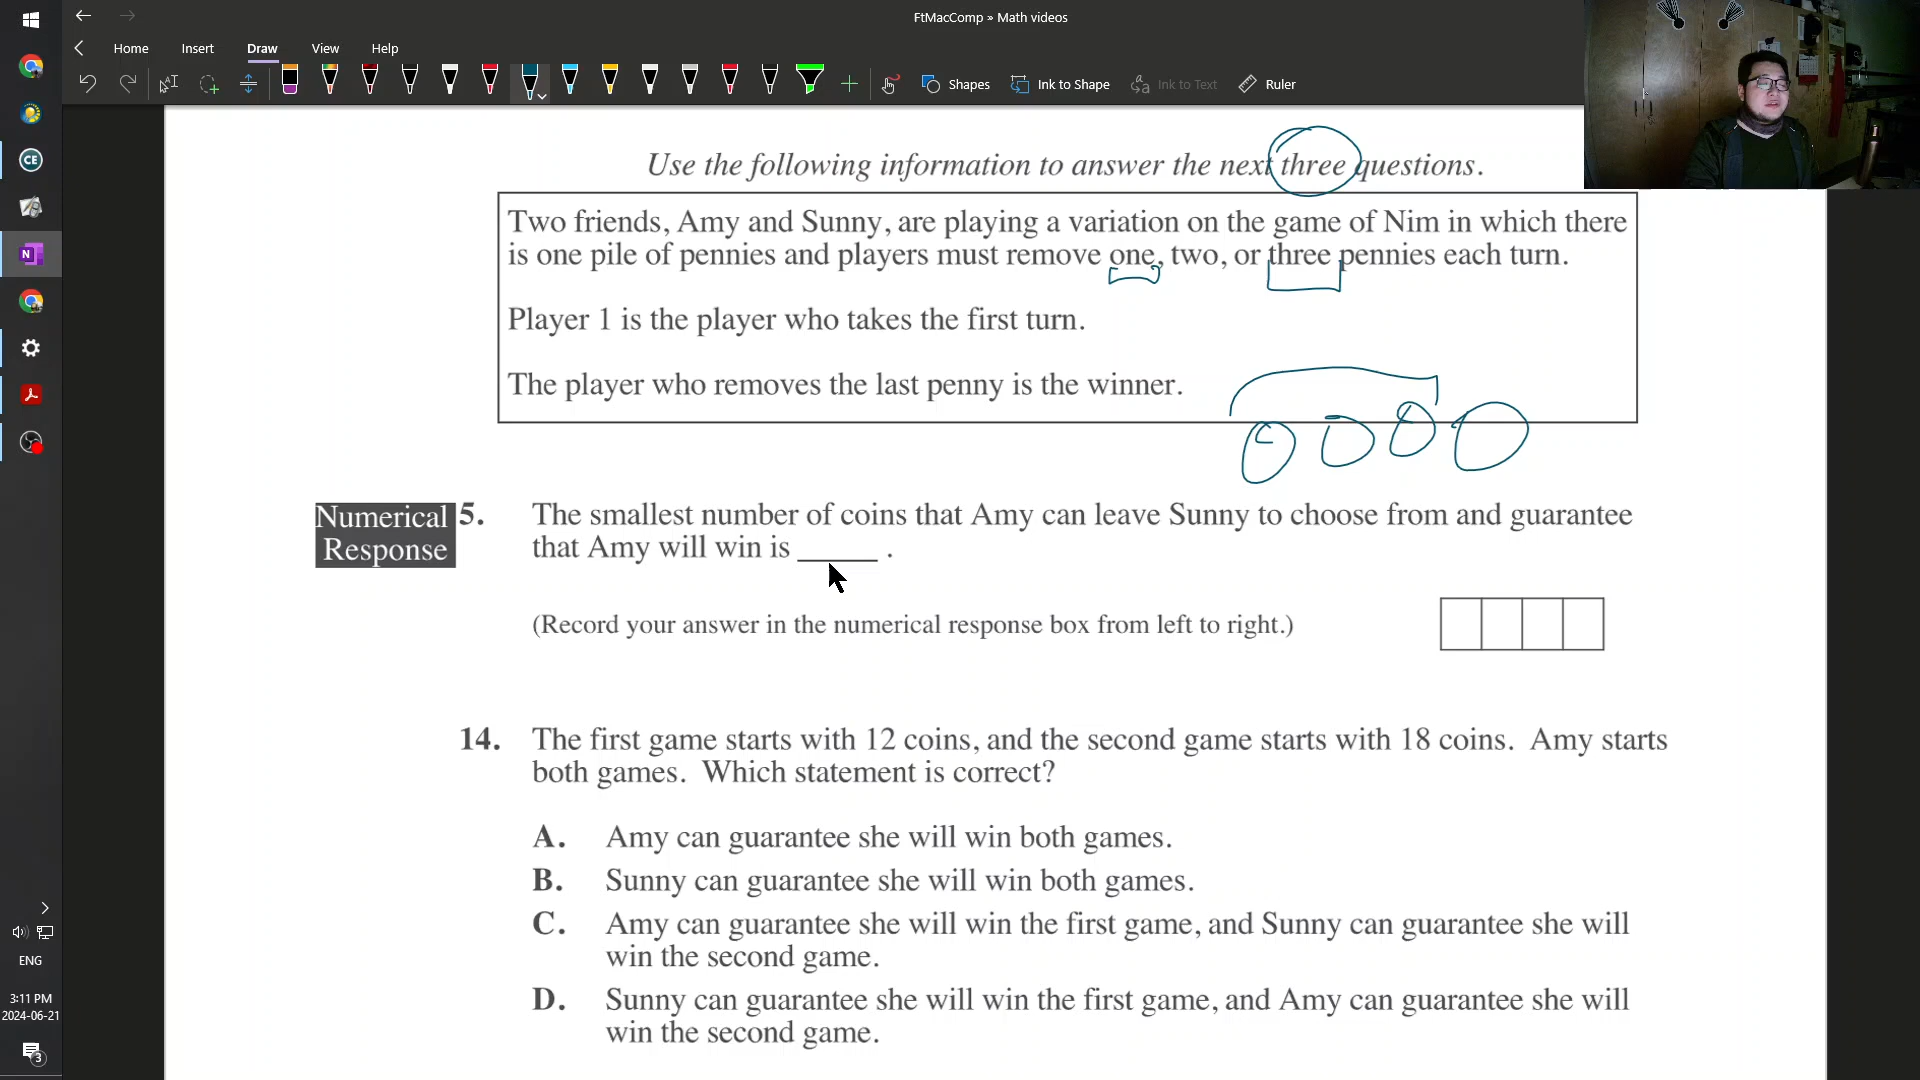 FtMacComp » Math videos
Home Insert Draw View Help
Shapes Ink to Shape Ink to Text Ruler
Use the following information to answer the next three questions.
Two friends, Amy and Sunny, are playing a variation on the game of Nim in which there
is one pile of pennies and players must remove one, two, or three pennies each turn.
Player 1 is the player who takes the first turn.
The player who removes the last penny is the winner.
Numerical
Response
5. The smallest number of coins that Amy can leave Sunny to choose from and guarantee
that Amy will win is _____ .
(Record your answer in the numerical response box from left to right.)
14. The first game starts with 12 coins, and the second game starts with 18 coins. Amy starts
both games. Which statement is correct?
A. Amy can guarantee she will win both games.
B. Sunny can guarantee she will win both games.
C. Amy can guarantee she will win the first game, and Sunny can guarantee she will
win the second game.
D. Sunny can guarantee she will win the first game, and Amy can guarantee she will
win the second game.
CE
N
ENG
3:11 PM
2024-06-21
3